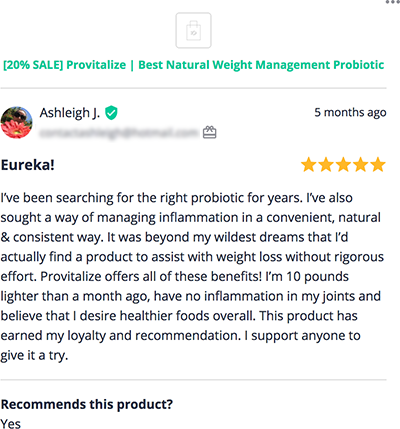 [20% SALE] Provitalize | Best Natural Weight Management Probiotic
Ashleigh J.
5 months ago
Eureka!
I've been searching for the right probiotic for years. I've also
sought a way of managing inflammation in a convenient, natural
& consistent way. It was beyond my wildest dreams that I'd
actually find a product to assist with weight loss without rigorous
effort. Provitalize offers all of these benefits! I'm 10 pounds
lighter than a month ago, have no inflammation in my joints and
believe that I desire healthier foods overall. This product has
earned my loyalty and recommendation. I support anyone to
give it a try.
Recommends this product?
Yes